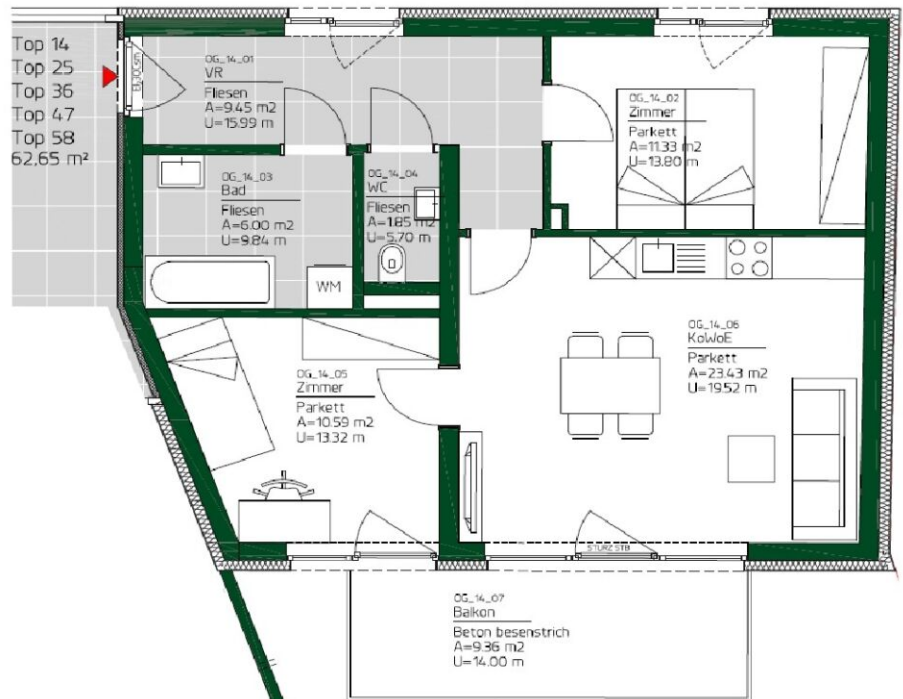 Top 14
Top 25
Top 36
Top 47
Top 58
62.65 m²
OG_14_01
VR
Fliesen
A=9.45 m2
U=15.99 m
OG_14_02
Zimmer
Parkett
A=11.33 m2
U=13.80 m
OG_14_03
Bad
Fliesen
A=6.00 m2
U=9.84 m
OG_14_04
WC
Fliesen
A=1.85 m2
U=5.70 m
WM
OG_14_05
Zimmer
Parkett
A=10.59 m2
U=13.32 m
OG_14_06
KoWoE
Parkett
A=23.43 m2
U=19.52 m
STURZ STB
OG_14_07
Balkon
Beton besenstrich
A=9.36 m2
U=14.00 m